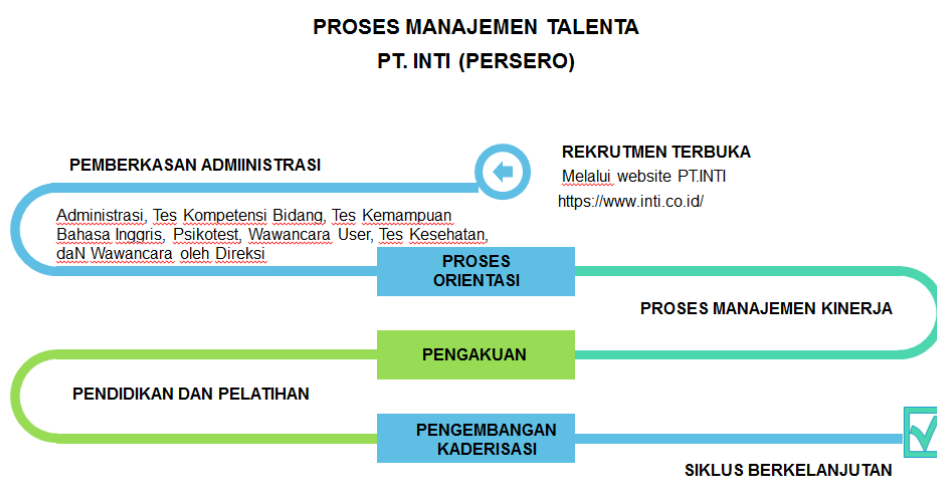 PROSES MANAJEMEN TALENTA
PT. INTI (PERSERO)
REKRUTMEN TERBUKA
Melalui website PT.INTI
https://www.inti.co.id/
PEMBERKASAN ADMIINISTRASI
Administrasi, Tes Kompetensi Bidang, Tes Kemampuan
Bahasa Inggris, Psikotest, Wawancara User, Tes Kesehatan,
daN Wawancara oleh Direksi
PROSES
ORIENTASI
PROSES MANAJEMEN KINERJA
PENGAKUAN
PENDIDIKAN DAN PELATIHAN
PENGEMBANGAN
KADERISASI
SIKLUS BERKELANJUTAN